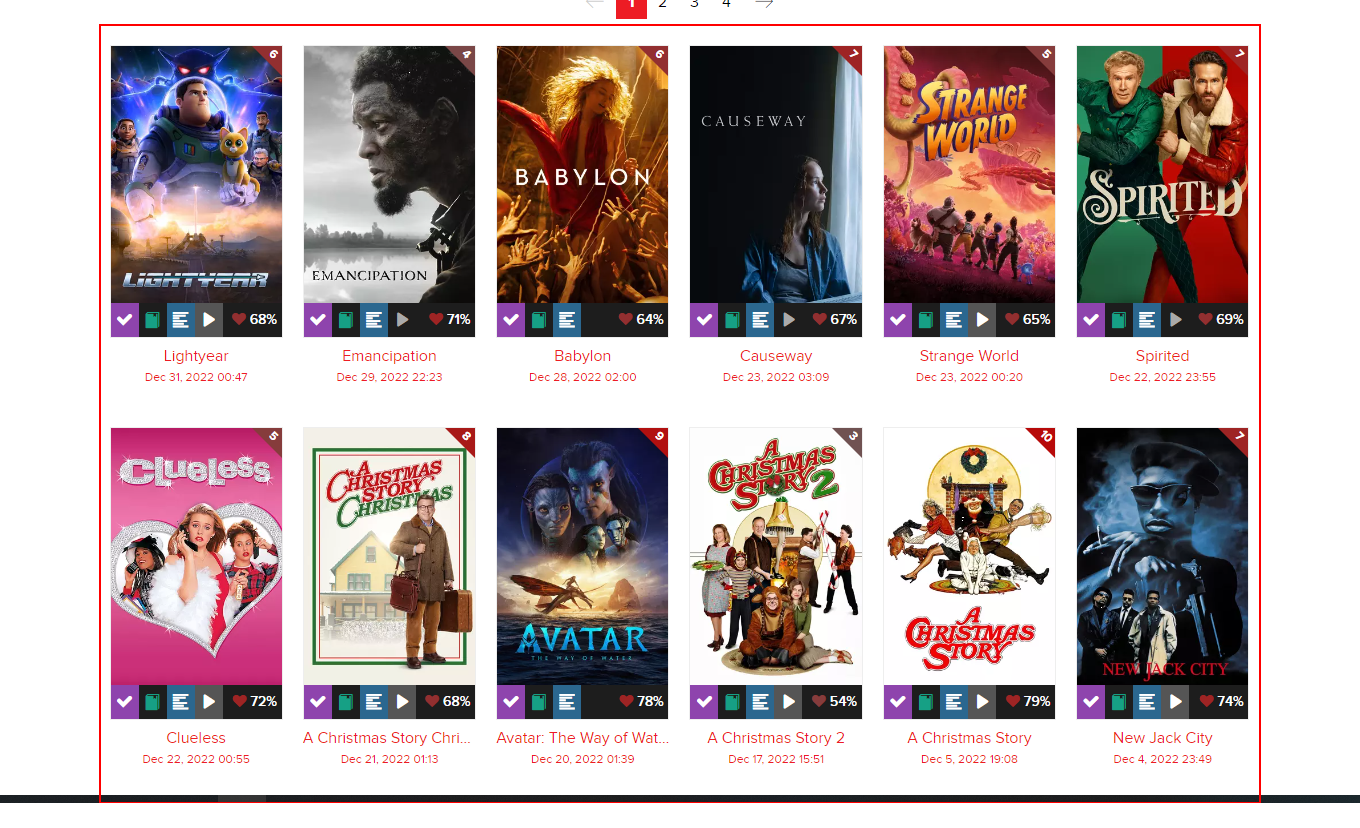 1 2 3 4
6 4 6 7 5 7
LIGHTYEAR
EMANCIPATION
BABYLON
CAUSEWAY
STRANGE
WORLD
SPIRITED
68% 71% 64% 67% 65% 69%
Lightyear Emancipation Babylon Causeway Strange World Spirited
Dec 31, 2022 00:47 Dec 29, 2022 22:23 Dec 28, 2022 02:00 Dec 23, 2022 03:09 Dec 23, 2022 00:20 Dec 22, 2022 23:55
5 8 9 3 10 7
CLUELESS
A
CHRISTMAS
STORY
CHRISTMAS
AVATAR
THE WAY OF WATER
A
CHRISTMAS
STORY 2
A
CHRISTMAS
STORY
NEW JACK CITY
72% 68% 78% 54% 79% 74%
Clueless A Christmas Story Chri... Avatar: The Way of Wat... A Christmas Story 2 A Christmas Story New Jack City
Dec 22, 2022 00:55 Dec 21, 2022 01:13 Dec 20, 2022 01:39 Dec 17, 2022 15:51 Dec 5, 2022 19:08 Dec 4, 2022 23:49